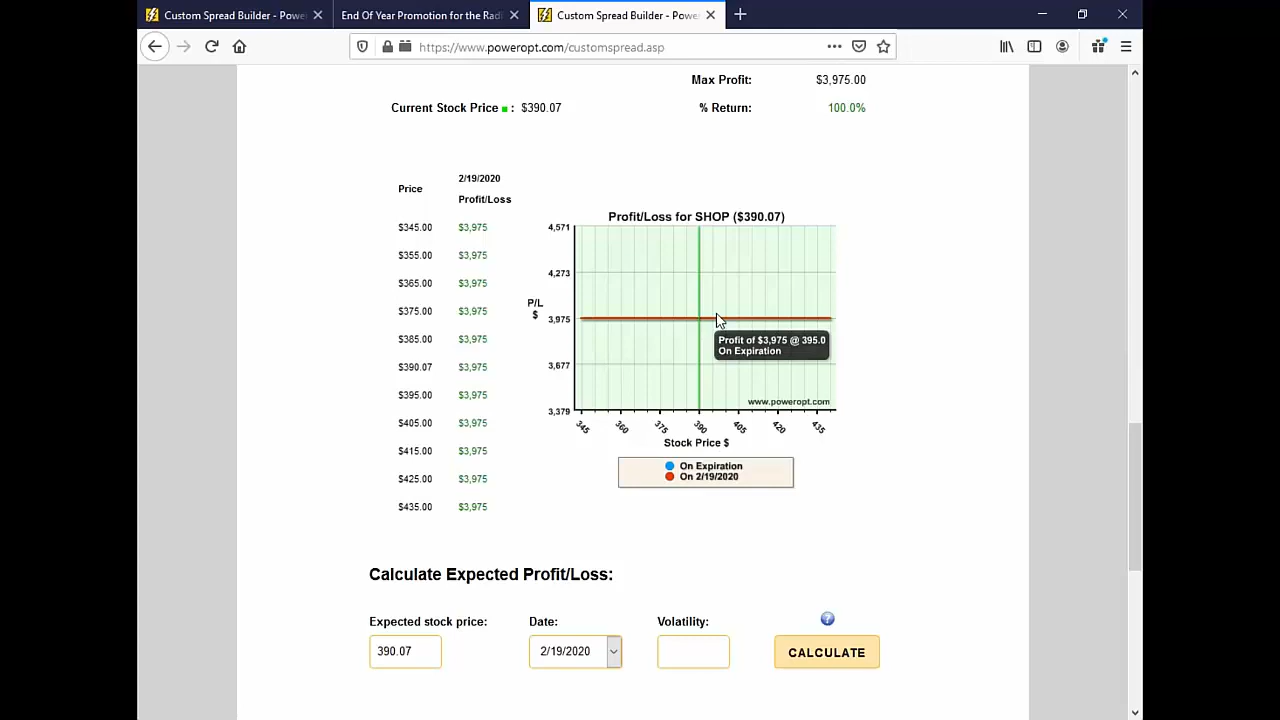 Custom Spread Builder - Powe
End Of Year Promotion for the Radi
Custom Spread Builder - Powe
https://www.poweropt.com/customspread.asp
Max Profit: $3,975.00
Current Stock Price : $390.07 % Return: 100.0%
2/19/2020
Price
Profit/Loss
$345.00 $3,975
$355.00 $3,975
$365.00 $3,975
$375.00 $3,975
$385.00 $3,975
$390.07 $3,975
$395.00 $3,975
$405.00 $3,975
$415.00 $3,975
$425.00 $3,975
$435.00 $3,975
Profit/Loss for SHOP ($390.07)
4,571
4,273
P/L
$
3,975
3,677
3,379
Profit of $3,975 @ 395.0
On Expiration
www.poweropt.com
345 360 375 390 405 420 435
Stock Price $
On Expiration
On 2/19/2020
Calculate Expected Profit/Loss:
Expected stock price: Date: Volatility: ?
390.07 2/19/2020 CALCULATE